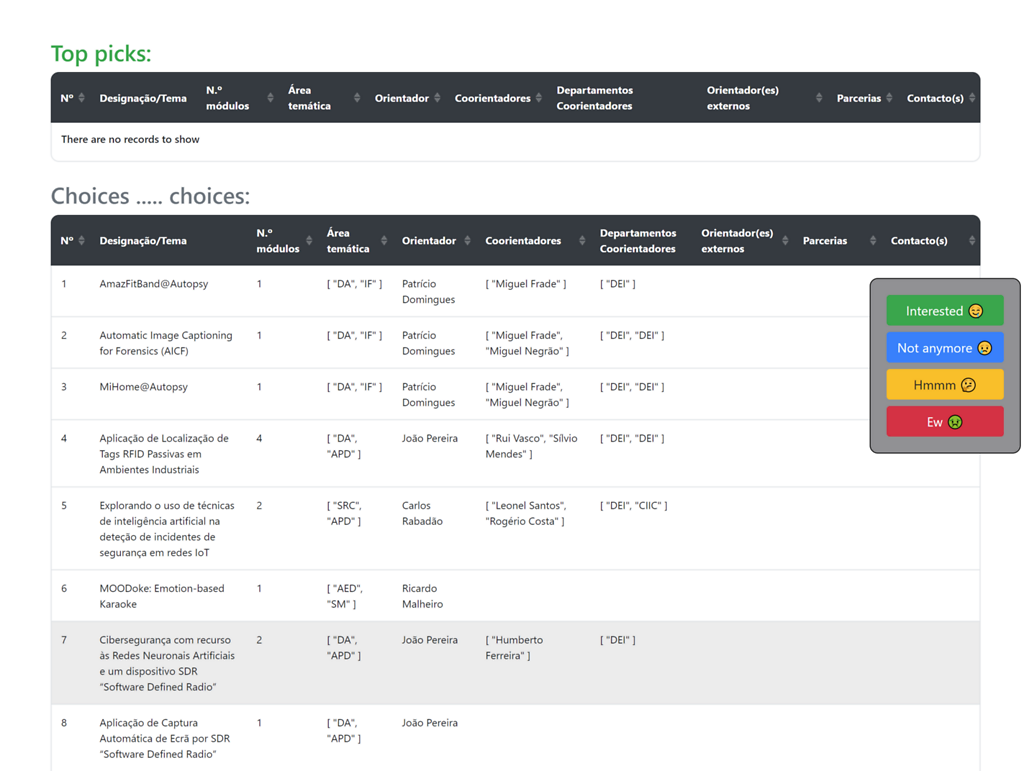 Top picks:
Nº Designação/Tema N.º módulos Área temática Orientador Coorientadores Departamentos Coorientadores Orientador(es) externos Parcerias Contacto(s)
There are no records to show
Choices ..... choices:
Nº Designação/Tema N.º módulos Área temática Orientador Coorientadores Departamentos Coorientadores Orientador(es) externos Parcerias Contacto(s)
1 AmazFitBand@Autopsy 1 [ "DA", "IF" ] Patrício Domingues [ "Miguel Frade" ] [ "DEI" ]
2 Automatic Image Captioning for Forensics (AICF) 1 [ "DA", "IF" ] Patrício Domingues [ "Miguel Frade", "Miguel Negrão" ] [ "DEI", "DEI" ]
3 MiHome@Autopsy 1 [ "DA", "IF" ] Patrício Domingues [ "Miguel Frade", "Miguel Negrão" ] [ "DEI", "DEI" ]
4 Aplicação de Localização de Tags RFID Passivas em Ambientes Industriais 4 [ "DA", "APD" ] João Pereira [ "Rui Vasco", "Sílvio Mendes" ] [ "DEI", "DEI" ]
5 Explorando o uso de técnicas de inteligência artificial na deteção de incidentes de segurança em redes IoT 2 [ "SRC", "APD" ] Carlos Rabadão [ "Leonel Santos", "Rogério Costa" ] [ "DEI", "CIIC" ]
6 MOODoke: Emotion-based Karaoke 1 [ "AED", "SM" ] Ricardo Malheiro
7 Cibersegurança com recurso às Redes Neuronais Artificiais e um dispositivo SDR "Software Defined Radio" 2 [ "DA", "APD" ] João Pereira [ "Humberto Ferreira" ] [ "DEI" ]
8 Aplicação de Captura Automática de Ecrã por SDR "Software Defined Radio" 1 [ "DA", "APD" ] João Pereira
Interested 😊
Not anymore 😟
Hmmm 🤔
Ew 🤢